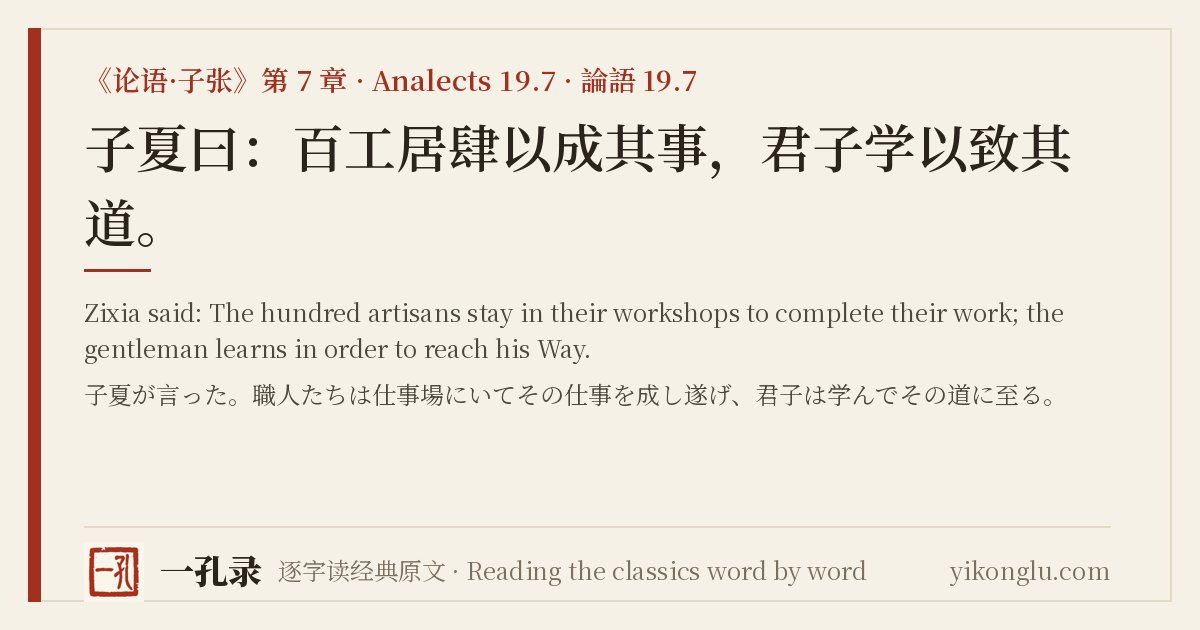 《论语·子张》第 7 章 · Analects 19.7 · 論語 19.7
子夏曰：百工居肆以成其事，君子学以致其
道。
Zixia said: The hundred artisans stay in their workshops to complete their work; the
gentleman learns in order to reach his Way.
子夏が言った。職人たちは仕事場にいてその仕事を成し遂げ、君子は学んでその道に至る。
一孔 一孔录 逐字读经典原文 · Reading the classics word by word yikonglu.com